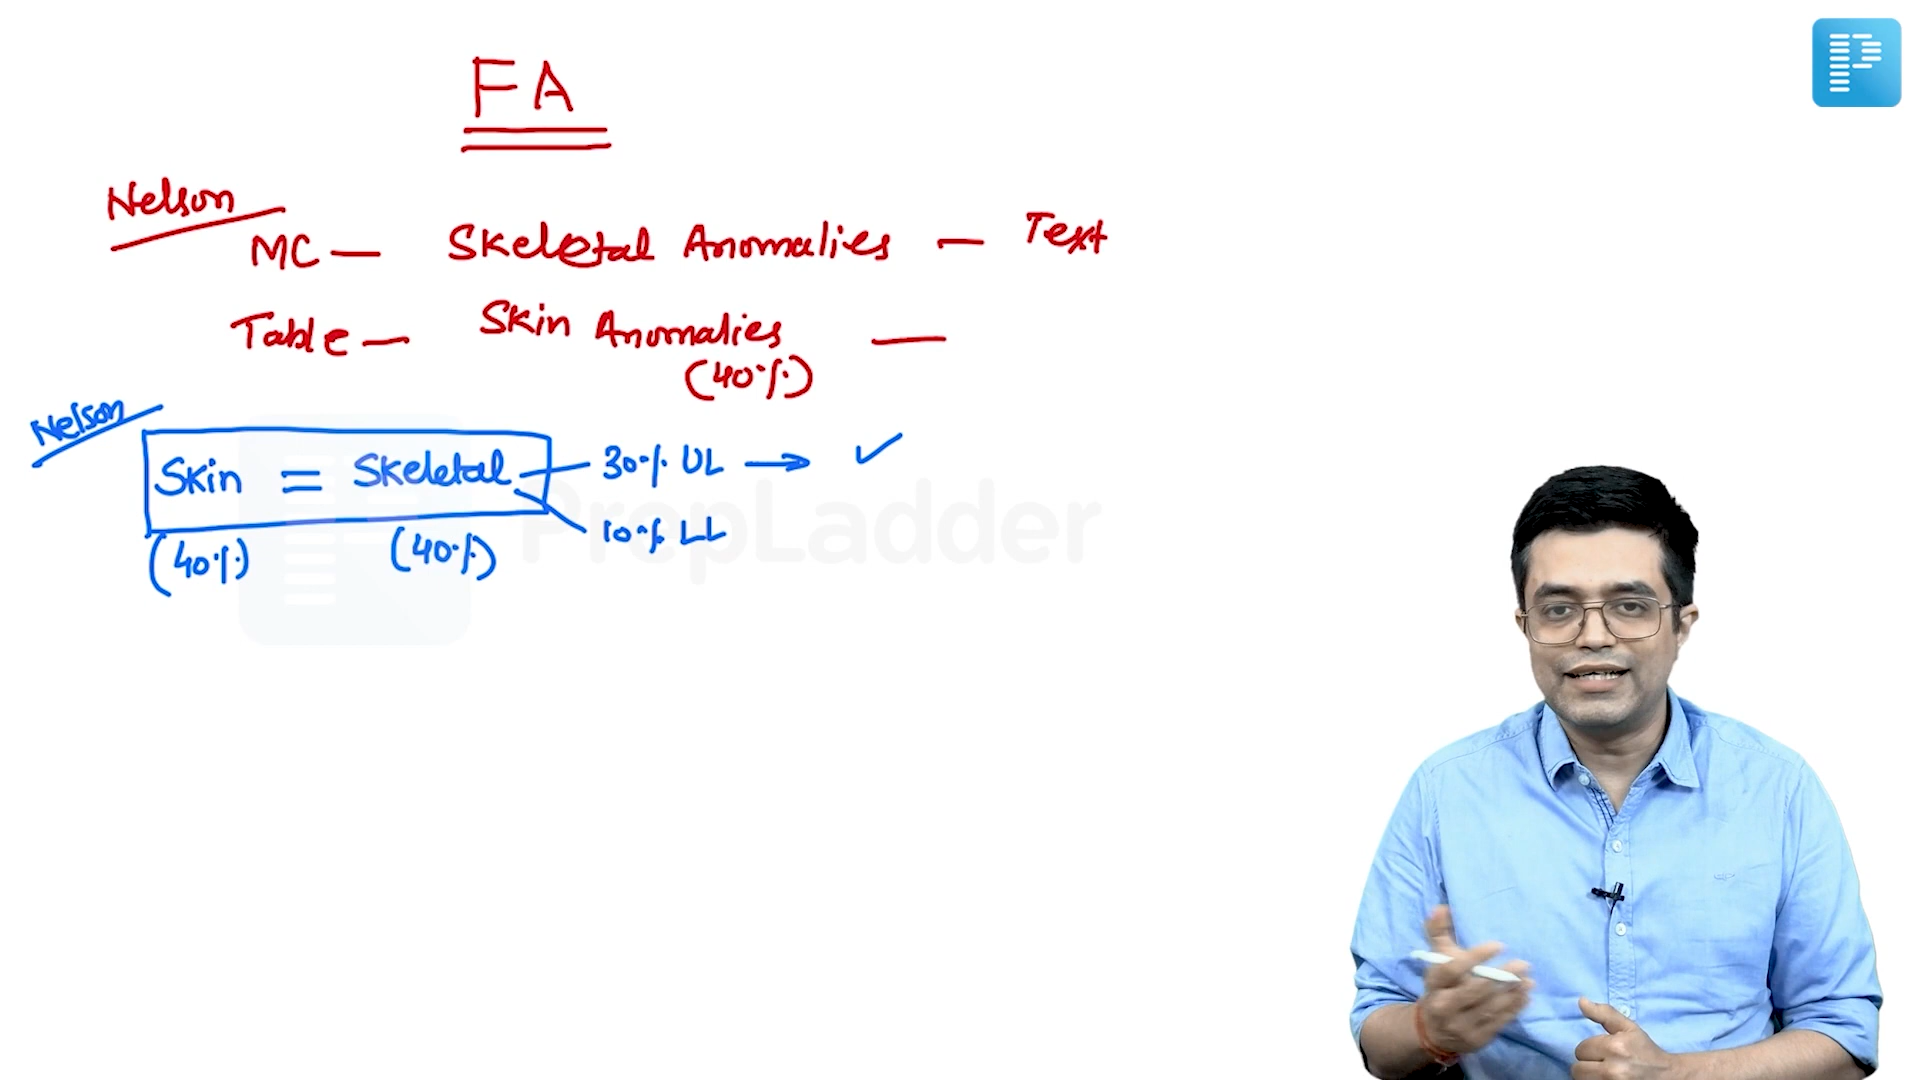 FA
Nelson
MC — Skeletal Anomalies — Text
Table — Skin Anomalies —
(40%)
Nelson
Skin = Skeletal — 30% UL → ✓
10% LL
(40%) (40%)
PrepLadder